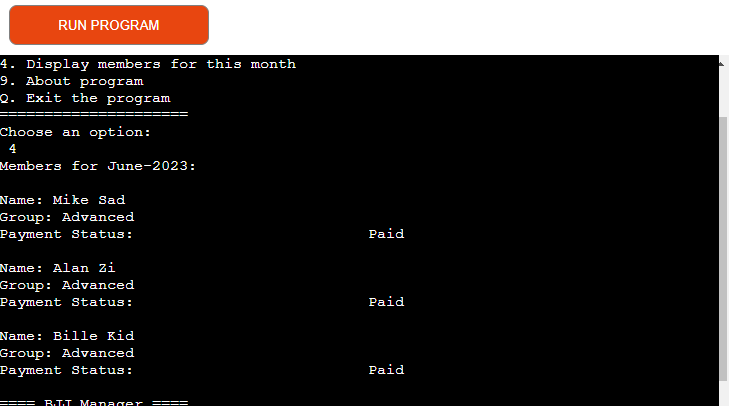 RUN PROGRAM
4. Display members for this month
9. About program
Q. Exit the program
=====================
Choose an option:
4
Members for June-2023:
Name: Mike Sad
Group: Advanced
Payment Status: Paid
Name: Alan Zi
Group: Advanced
Payment Status: Paid
Name: Bille Kid
Group: Advanced
Payment Status: Paid
==== BJJ Manager ====